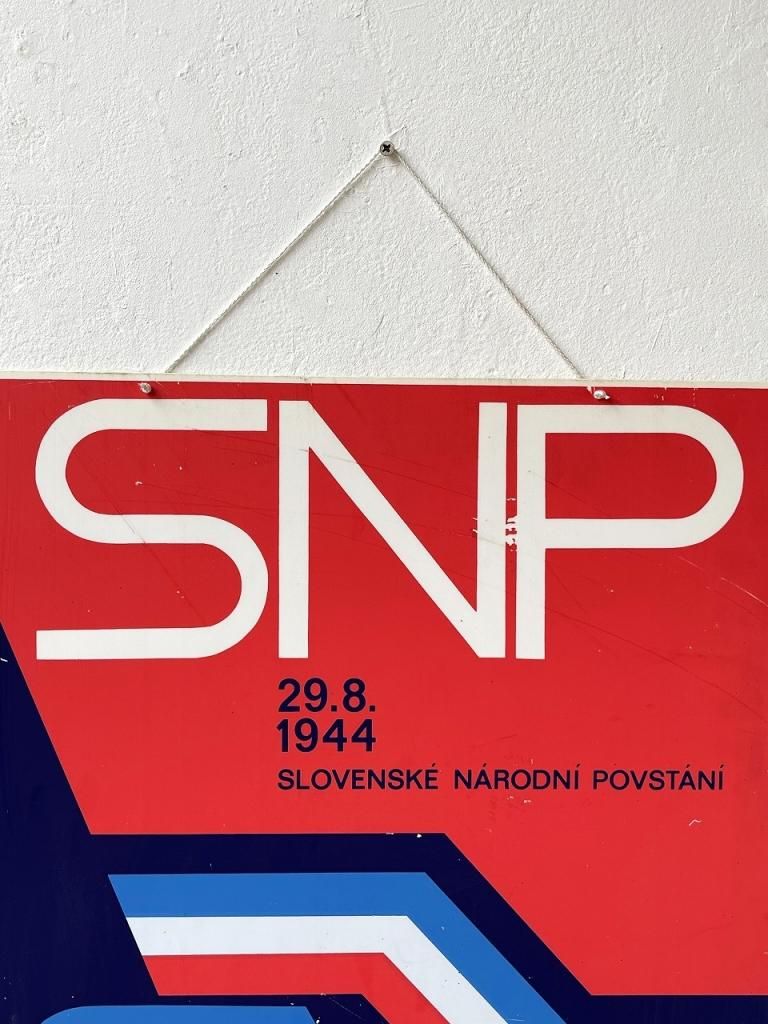 SNP
29.8.
1944
SLOVENSKÉ NÁRODNÍ POVSTÁNÍ